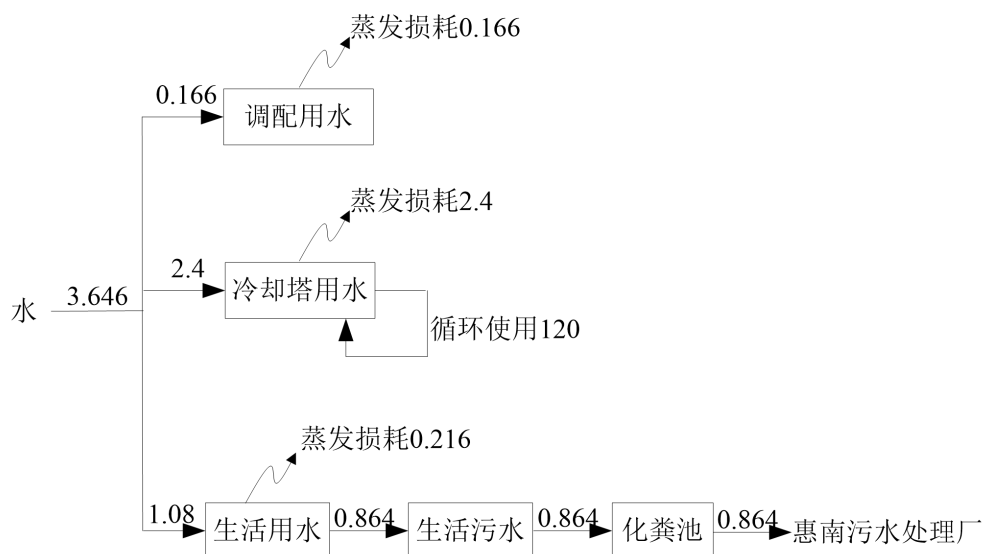 蒸发损耗0.166
0.166
调配用水
蒸发损耗2.4
2.4
冷却塔用水
水
3.646
循环使用120
蒸发损耗0.216
1.08
生活用水
0.864
生活污水
0.864
化粪池
0.864
惠南污水处理厂